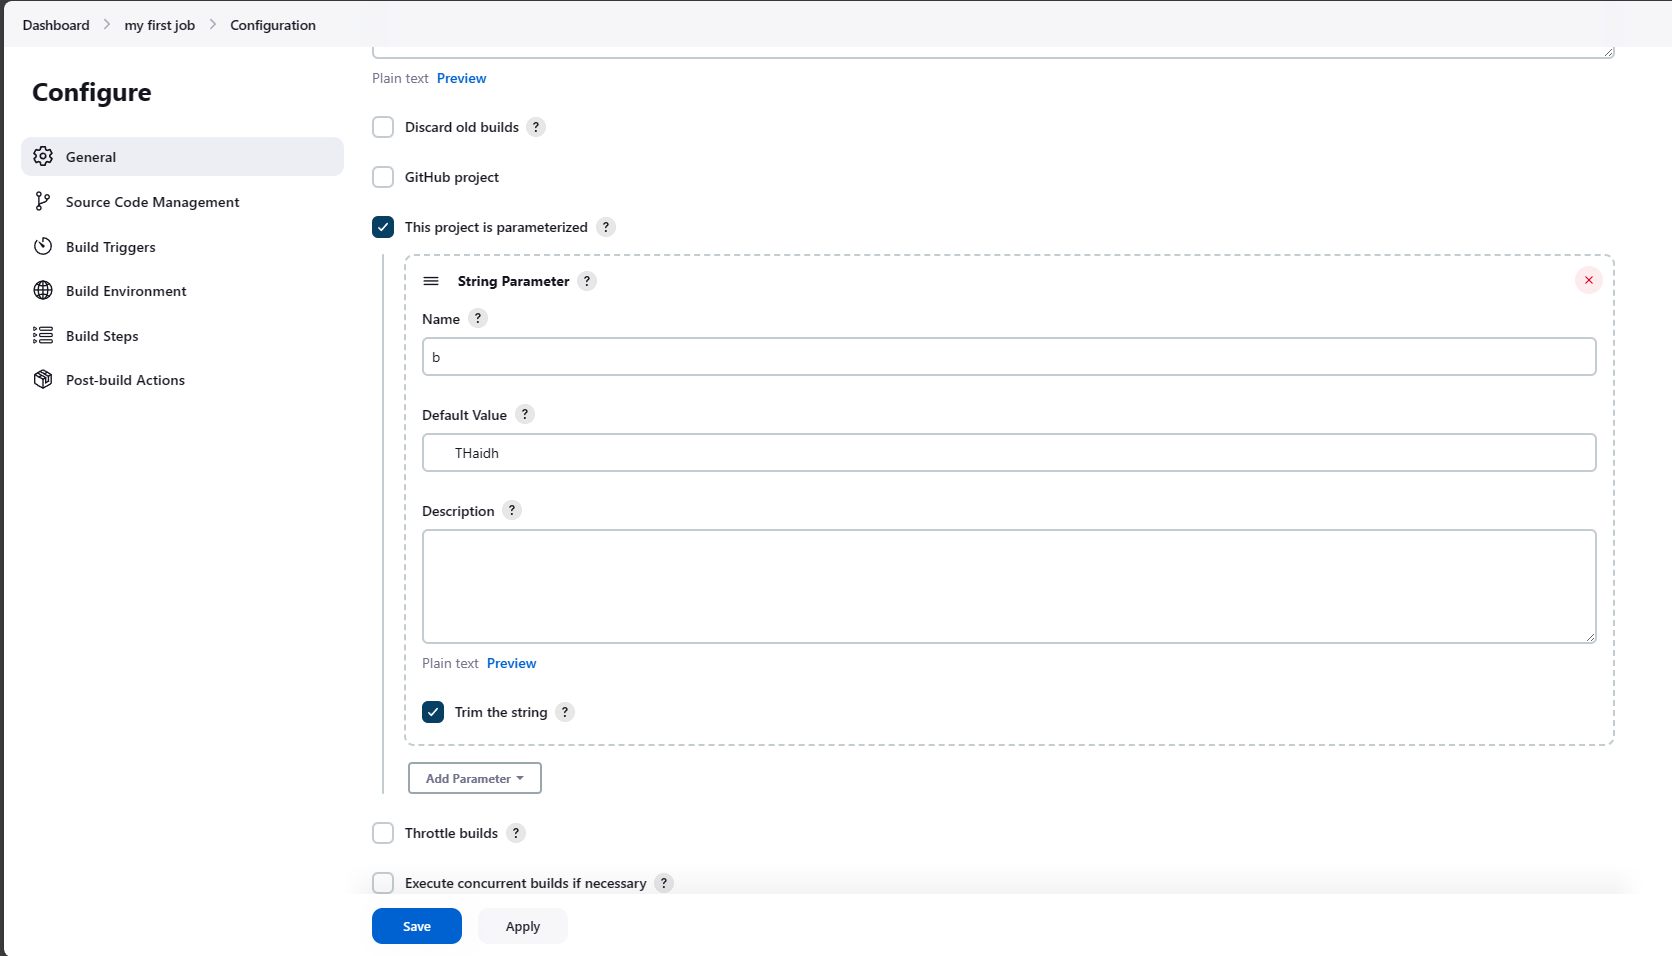 Dashboard > my first job > Configuration
Configure
General
Source Code Management
Build Triggers
Build Environment
Build Steps
Post-build Actions
Plain text Preview
Discard old builds ?
GitHub project
This project is parameterized ?
String Parameter ?
Name ?
b
Default Value ?
THaidh
Description ?
Plain text Preview
Trim the string ?
Add Parameter
Throttle builds ?
Execute concurrent builds if necessary ?
Save Apply